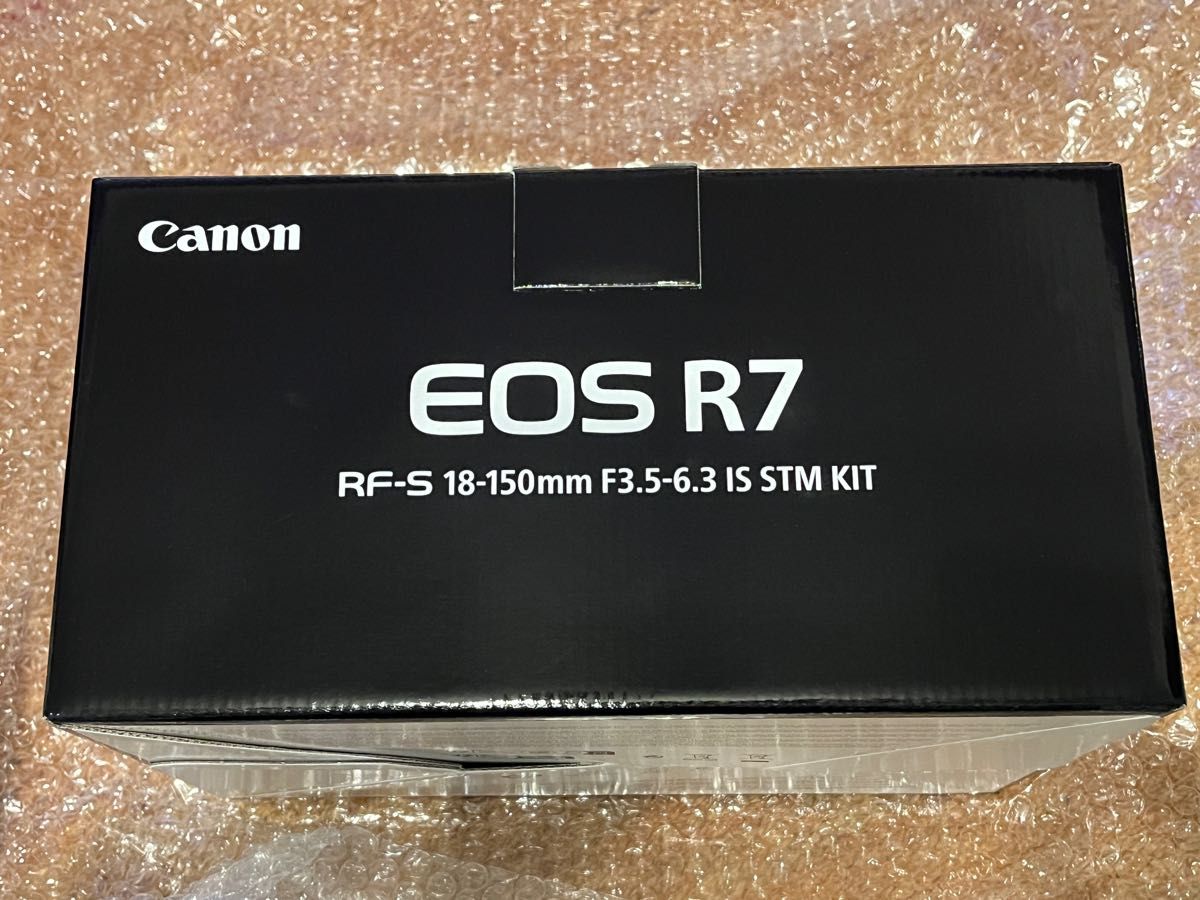 Canon
EOS R7
RF-S 18-150mm F3.5-6.3 IS STM KIT